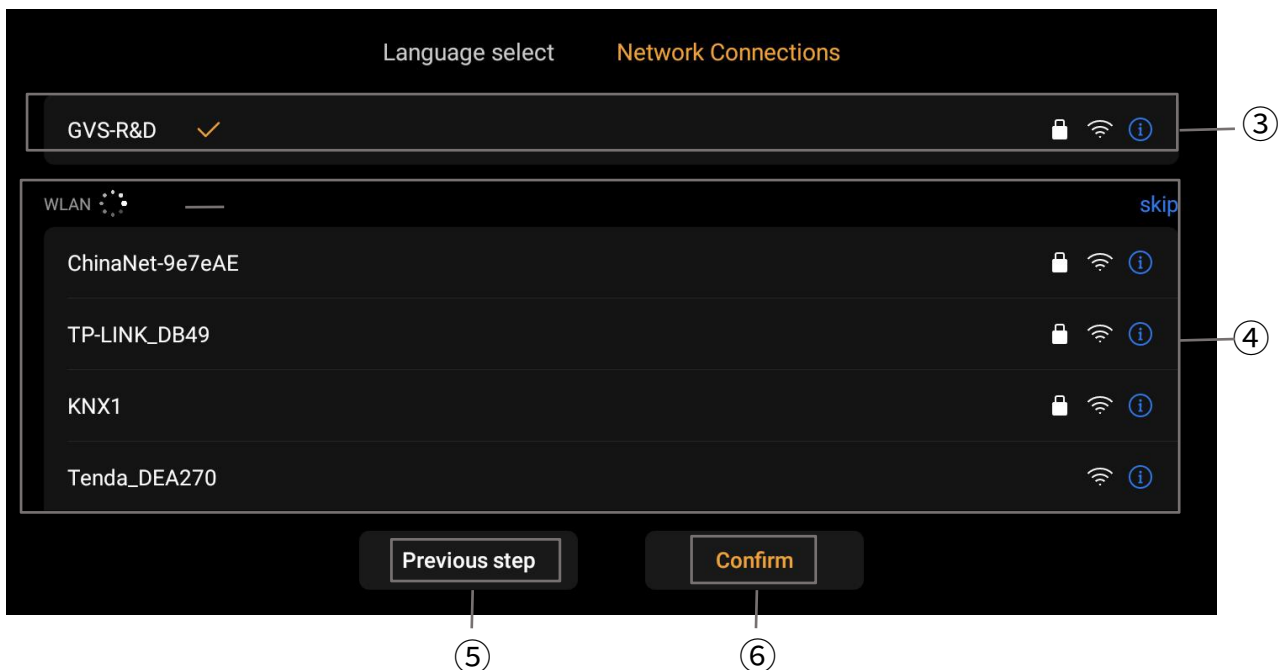 Language select Network Connections
GVS-R&D
③
WLAN skip
ChinaNet-9e7eAE
TP-LINK_DB49
④
KNX1
Tenda_DEA270
Previous step Confirm
⑤ ⑥